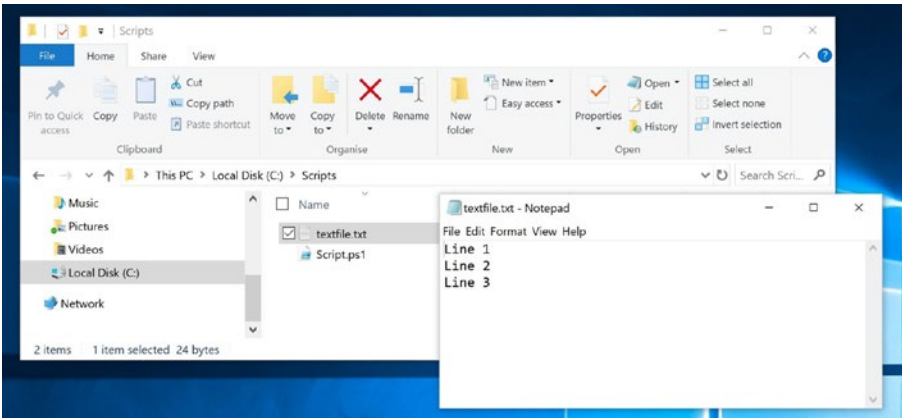 Scripts
File Home Share View
Pin to Quick access
Copy
Paste
Cut
Copy path
Paste shortcut
Clipboard
Move to
Copy to
Delete
Rename
Organise
New folder
New item
Easy access
New
Properties
Open
Edit
History
Open
Select all
Select none
Invert selection
Select
This PC > Local Disk (C:) > Scripts
Search Scri...
Music
Pictures
Videos
Local Disk (C:)
Network
Name
textfile.txt
Script.ps1
2 items 1 item selected 24 bytes
textfile.txt - Notepad
File Edit Format View Help
Line 1
Line 2
Line 3